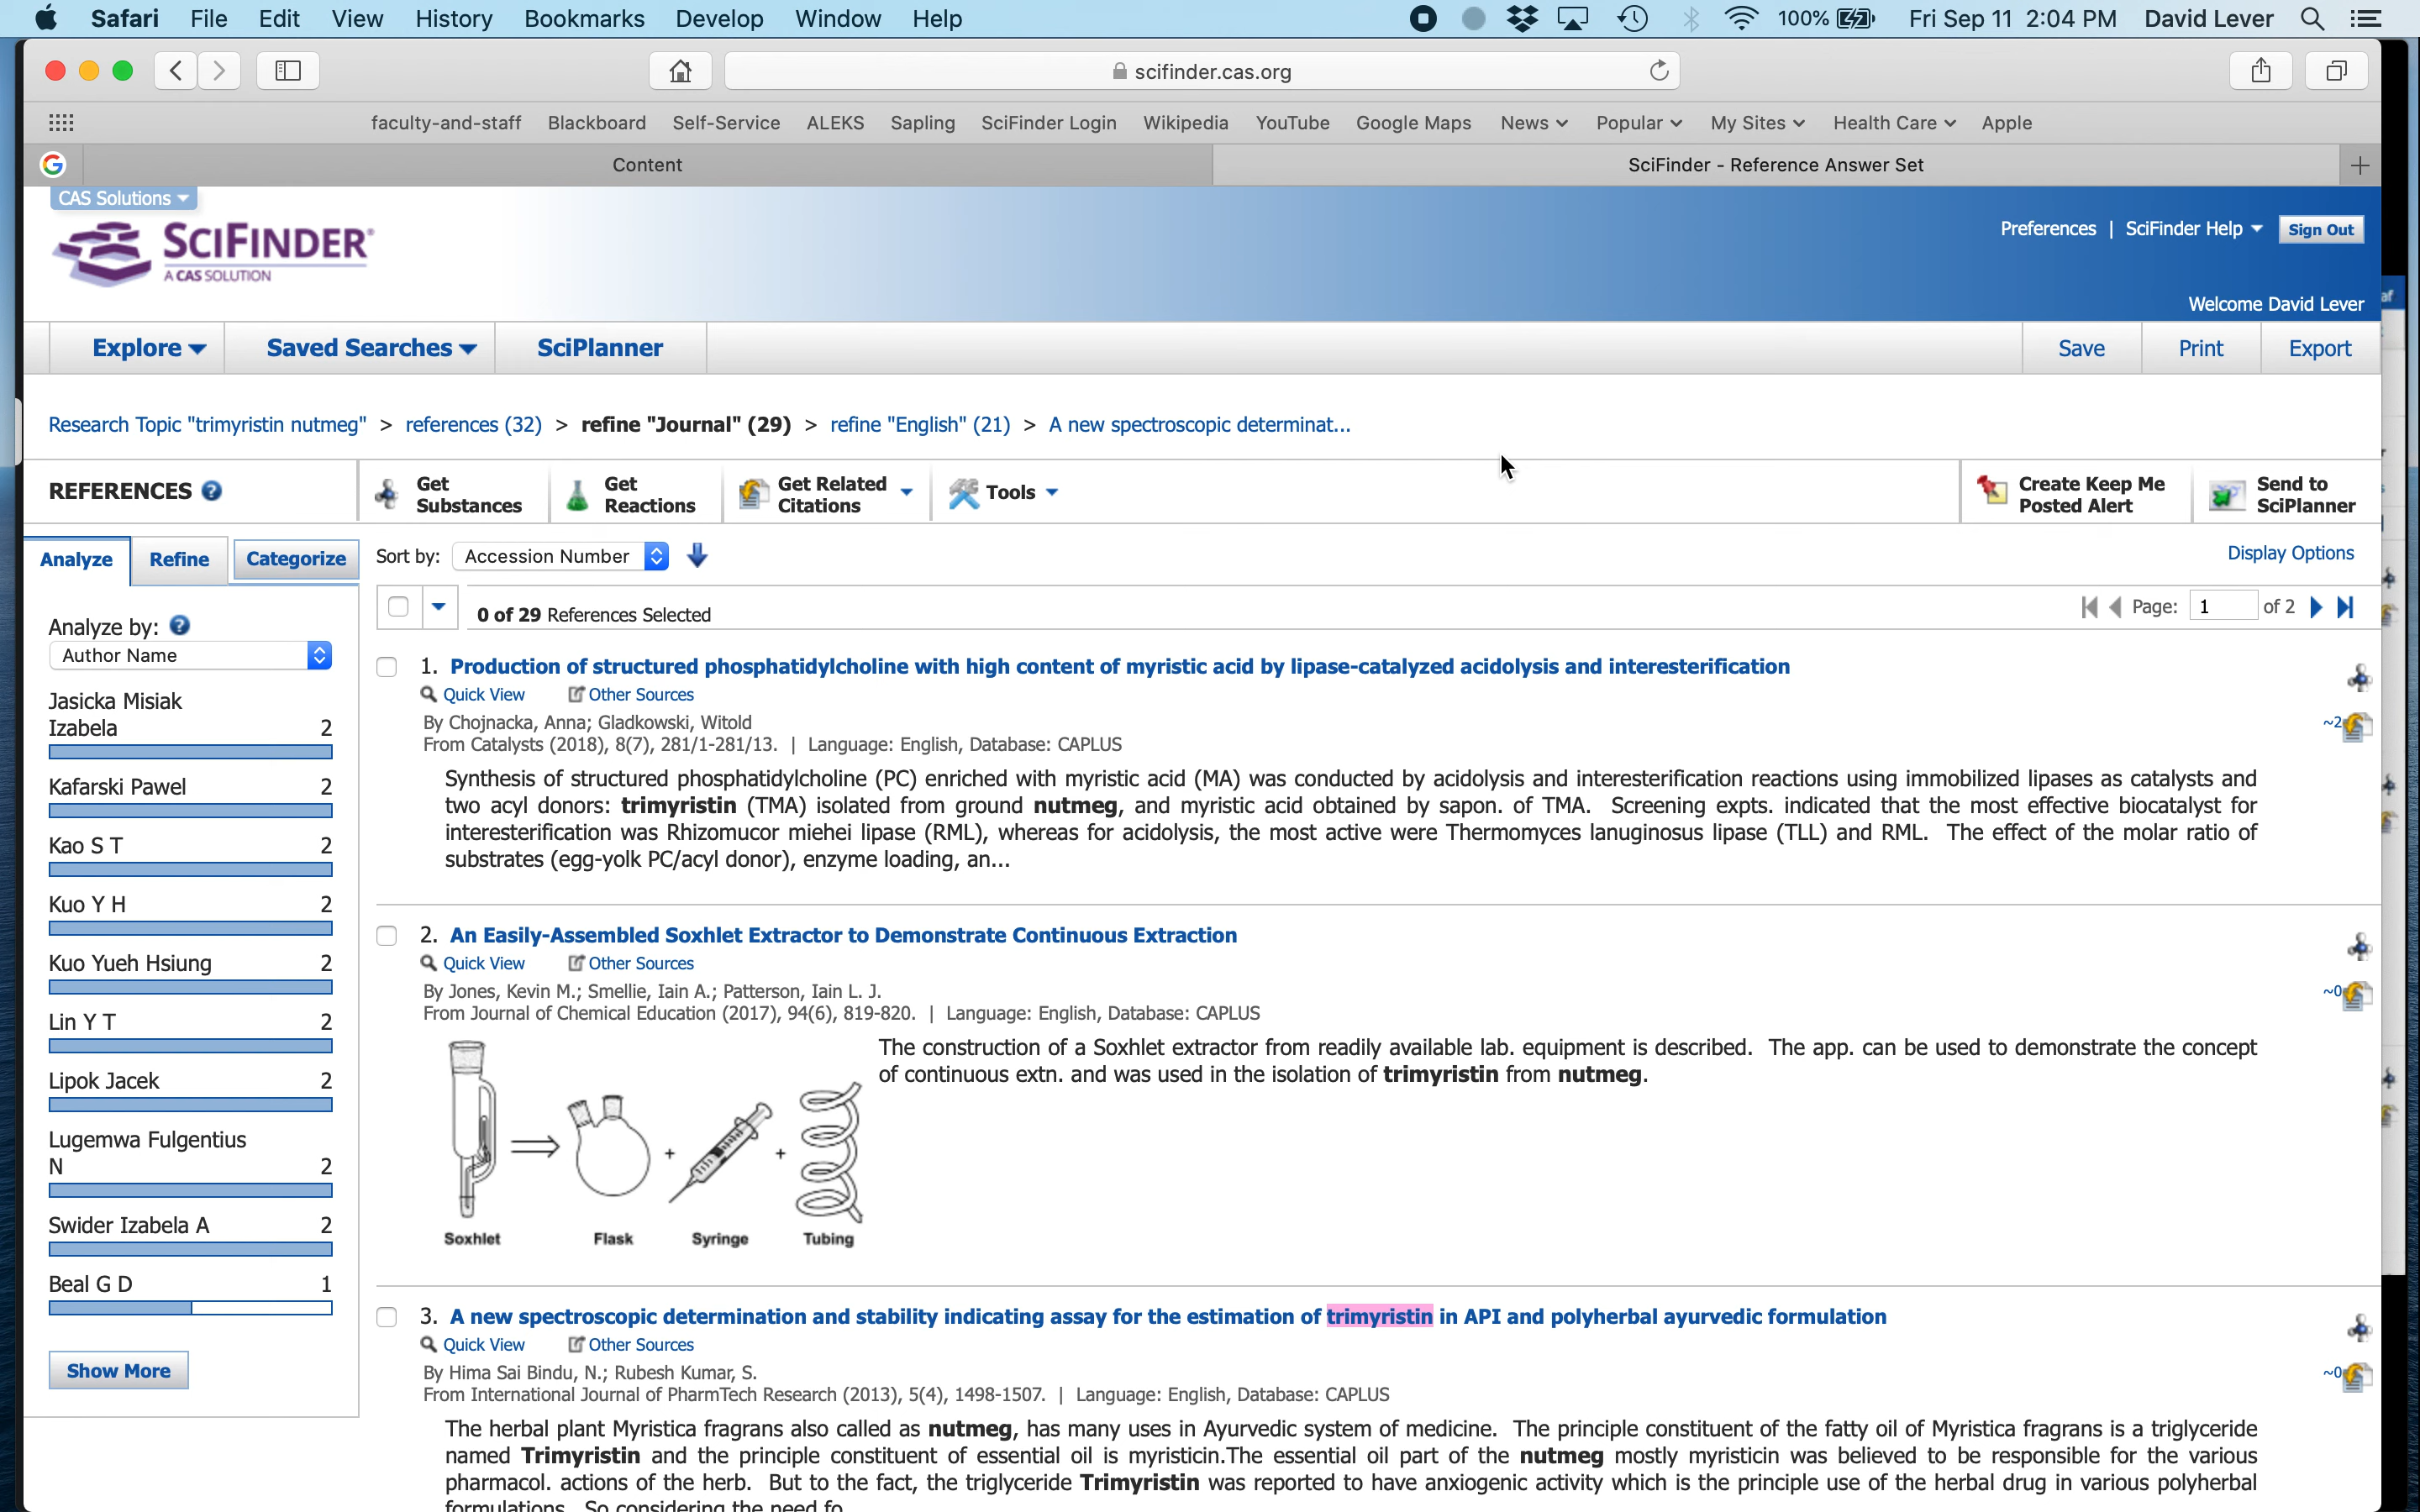 Safari File Edit View History Bookmarks Develop Window Help 100% Fri Sep 11 2:04 PM David Lever
scifinder.cas.org
faculty-and-staff Blackboard Self-Service ALEKS Sapling SciFinder Login Wikipedia YouTube Google Maps News Popular My Sites Health Care Apple
G Content SciFinder - Reference Answer Set
CAS Solutions
SCIFINDER®
A CAS SOLUTION
Preferences | SciFinder Help Sign Out
Welcome David Lever
Explore Saved Searches SciPlanner Save Print Export
Research Topic "trimyristin nutmeg" > references (32) > refine "Journal" (29) > refine "English" (21) > A new spectroscopic determinat...
REFERENCES ?
Get Substances
Get Reactions
Get Related Citations
Tools
Create Keep Me Posted Alert
Send to SciPlanner
Analyze Refine Categorize
Sort by: Accession Number
Display Options
0 of 29 References Selected
Page: 1 of 2
Analyze by: ?
Author Name
Jasicka Misiak
Izabela 2
Kafarski Pawel 2
Kao S T 2
Kuo Y H 2
Kuo Yueh Hsiung 2
Lin Y T 2
Lipok Jacek 2
Lugemwa Fulgentius
N 2
Swider Izabela A 2
Beal G D 1
Show More
1. Production of structured phosphatidylcholine with high content of myristic acid by lipase-catalyzed acidolysis and interesterification
Quick View Other Sources
By Chojnacka, Anna; Gladkowski, Witold
~2
From Catalysts (2018), 8(7), 281/1-281/13. | Language: English, Database: CAPLUS
Synthesis of structured phosphatidylcholine (PC) enriched with myristic acid (MA) was conducted by acidolysis and interesterification reactions using immobilized lipases as catalysts and
two acyl donors: trimyristin (TMA) isolated from ground nutmeg, and myristic acid obtained by sapon. of TMA. Screening expts. indicated that the most effective biocatalyst for
interesterification was Rhizomucor miehei lipase (RML), whereas for acidolysis, the most active were Thermomyces lanuginosus lipase (TLL) and RML. The effect of the molar ratio of
substrates (egg-yolk PC/acyl donor), enzyme loading, an...
2. An Easily-Assembled Soxhlet Extractor to Demonstrate Continuous Extraction
Quick View Other Sources
By Jones, Kevin M.; Smellie, Iain A.; Patterson, Iain L. J.
~0
From Journal of Chemical Education (2017), 94(6), 819-820. | Language: English, Database: CAPLUS
The construction of a Soxhlet extractor from readily available lab. equipment is described. The app. can be used to demonstrate the concept
of continuous extn. and was used in the isolation of trimyristin from nutmeg.
+ +
Soxhlet Flask Syringe Tubing
3. A new spectroscopic determination and stability indicating assay for the estimation of trimyristin in API and polyherbal ayurvedic formulation
Quick View Other Sources
By Hima Sai Bindu, N.; Rubesh Kumar, S.
~0
From International Journal of PharmTech Research (2013), 5(4), 1498-1507. | Language: English, Database: CAPLUS
The herbal plant Myristica fragrans also called as nutmeg, has many uses in Ayurvedic system of medicine. The principle constituent of the fatty oil of Myristica fragrans is a triglyceride
named Trimyristin and the principle constituent of essential oil is myristicin.The essential oil part of the nutmeg mostly myristicin was believed to be responsible for the various
pharmacol. actions of the herb. But to the fact, the triglyceride Trimyristin was reported to have anxiogenic activity which is the principle use of the herbal drug in various polyherbal
formulations. So considering the need fo